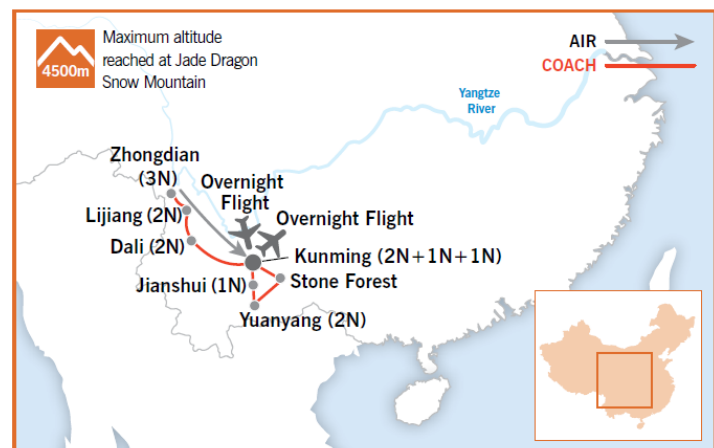 Maximum altitude
reached at Jade Dragon
Snow Mountain
4500m
AIR
COACH
Yangtze
River
Zhongdian
(3N)
Overnight
Flight
Overnight Flight
Lijiang (2N)
Dali (2N)
Kunming (2N+1N+1N)
Jianshui (1N)
Stone Forest
Yuanyang (2N)